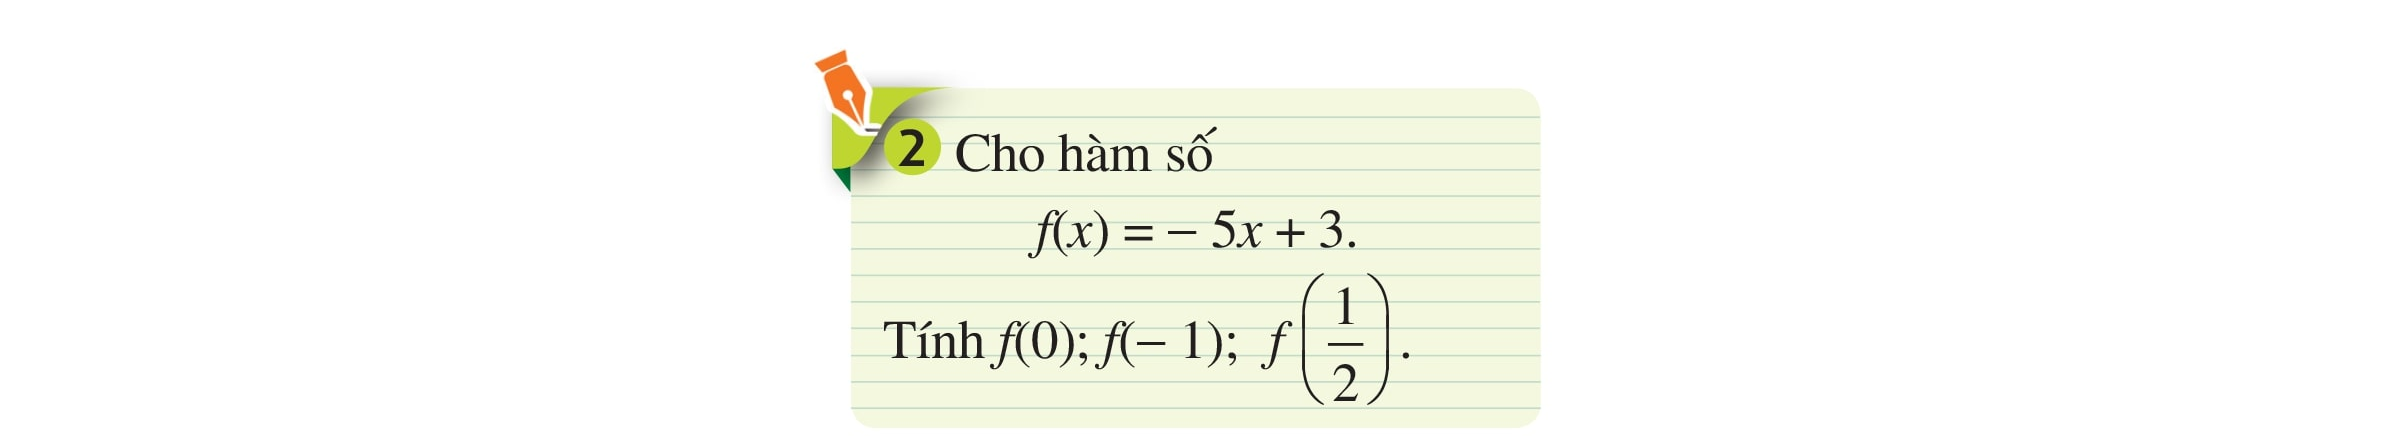 2 Cho hàm số
f(x) = – 5x + 3.
Tính f(0); f(– 1); f(1/2).